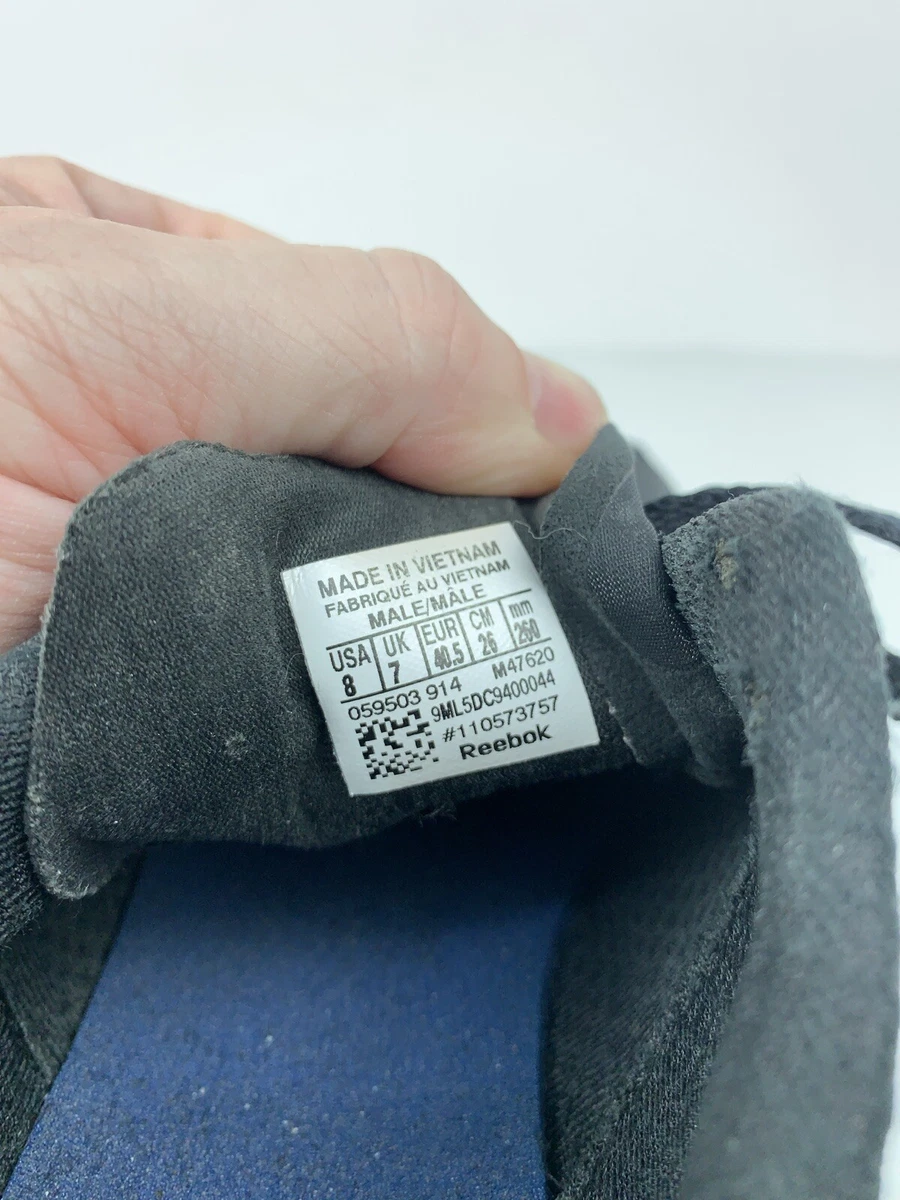 MADE IN VIETNAM
FABRIQUÉ AU VIETNAM
MALE/MÂLE
USA UK EUR CM mm
8 7 40.5 26 260
059503 914 M47620
9ML5DC9400044
#110573757
Reebok